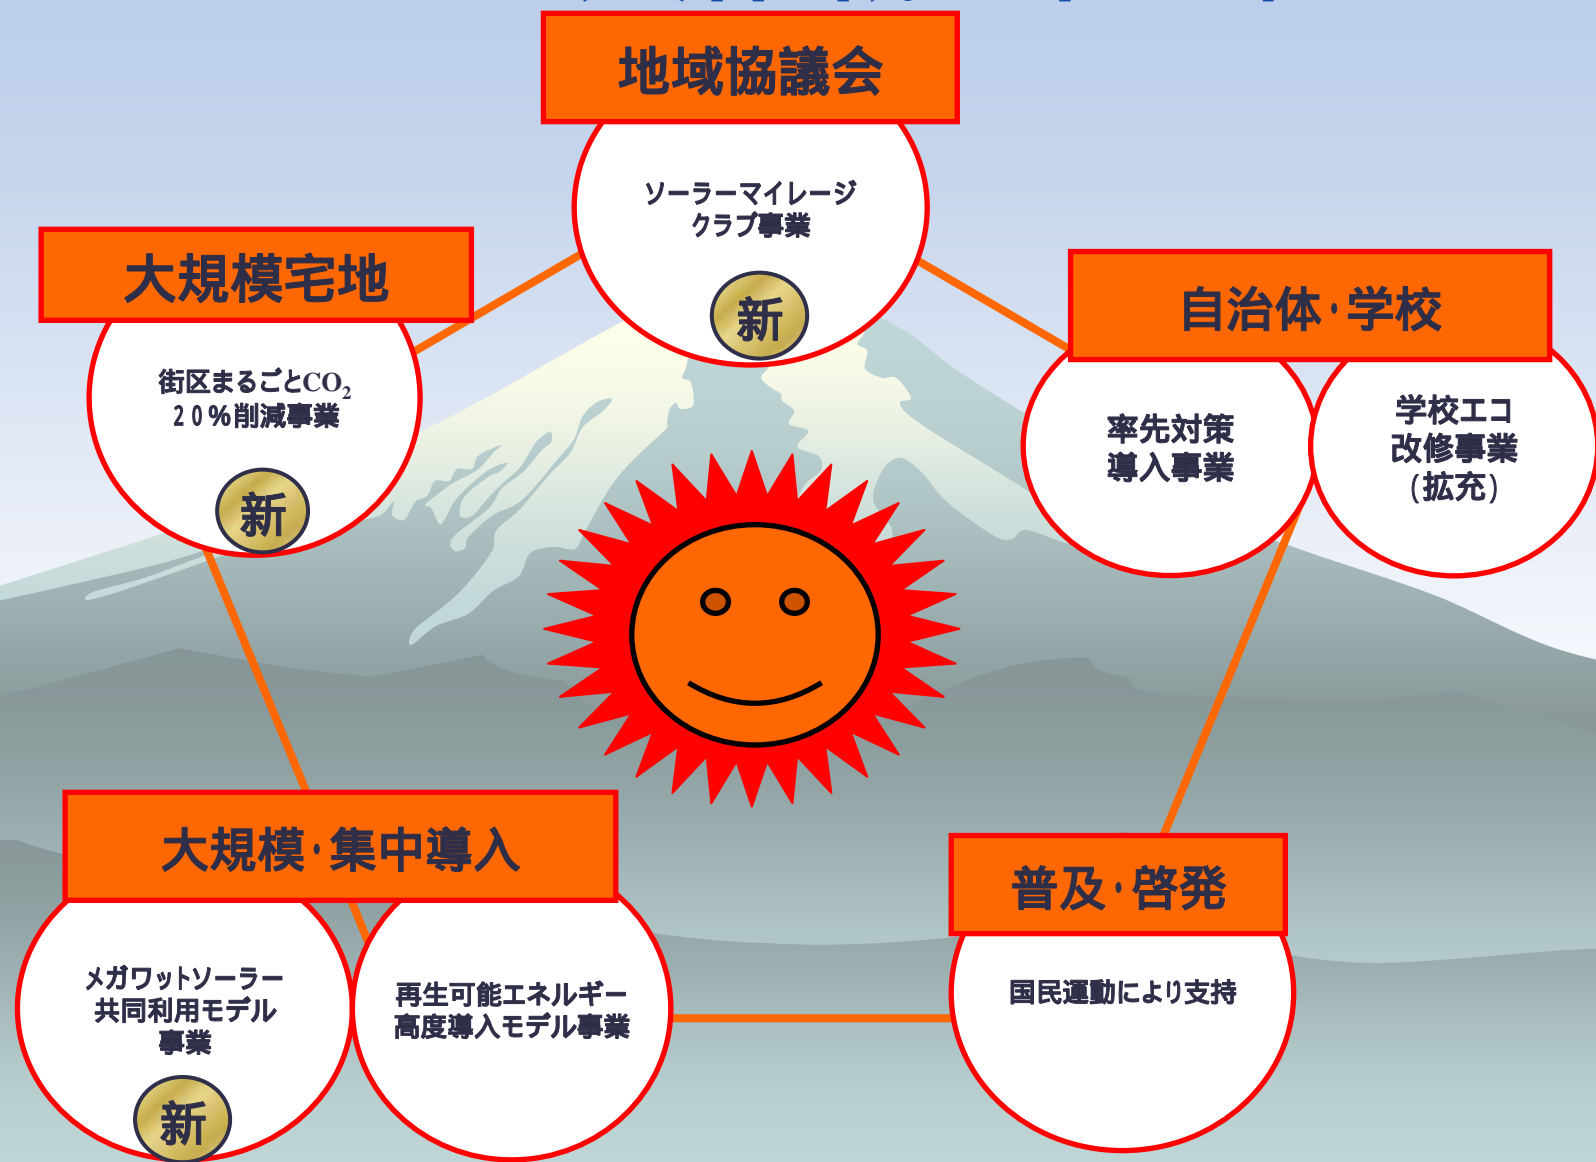 地域協議会
ソーラーマイレージ
クラブ事業
新
大規模宅地
街区まるごとCO₂
20%削減事業
新
自治体・学校
率先対策
導入事業
学校エコ
改修事業
(拡充)
大規模・集中導入
メガワットソーラー
共同利用モデル
事業
新
再生可能エネルギー
高度導入モデル事業
普及・啓発
国民運動により支持